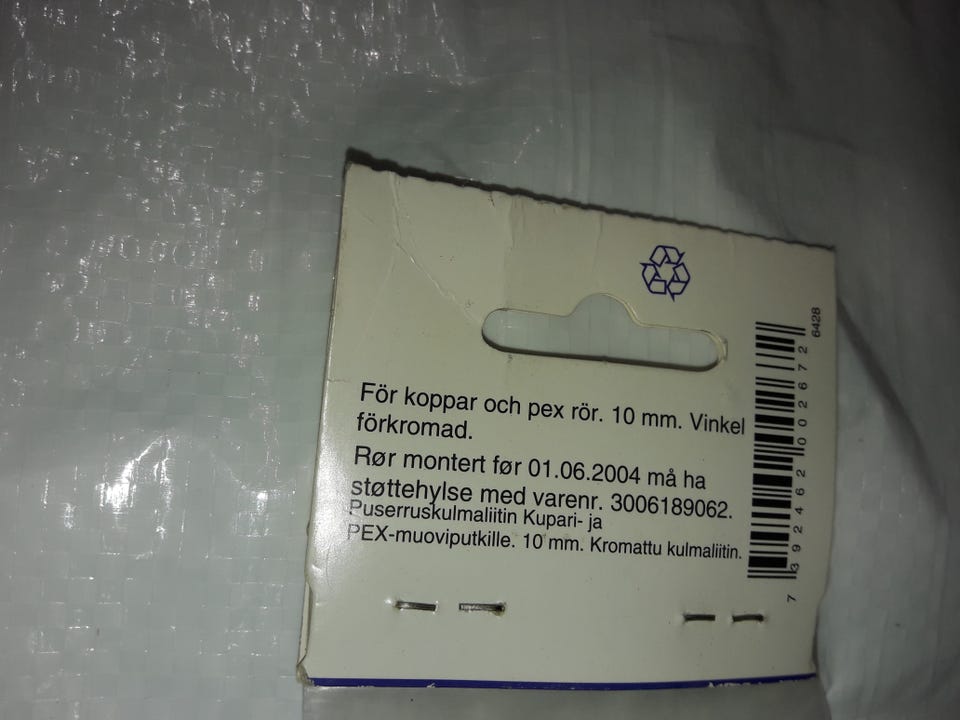 För koppar och pex rör. 10 mm. Vinkel
förkromad.
Rør montert før 01.06.2004 må ha
støttehylse med varenr. 3006189062.
Puserruskulmaliitin Kupari- ja
PEX-muoviputkille. 10 mm. Kromattu kulmaliitin.
7 392462 002672
6428